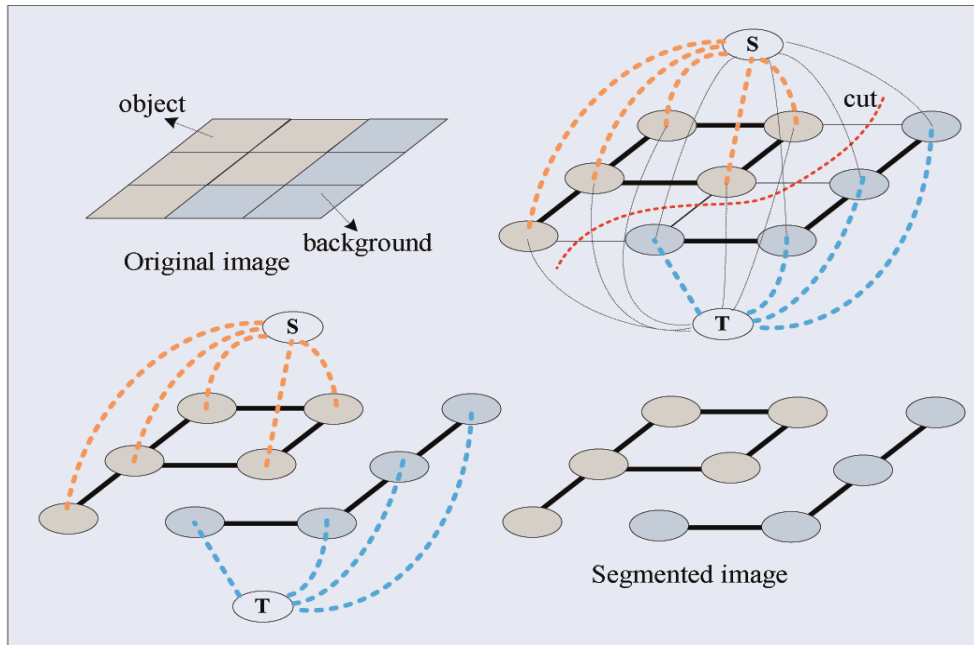 object
background
Original image
S
cut
T
S
T
Segmented image